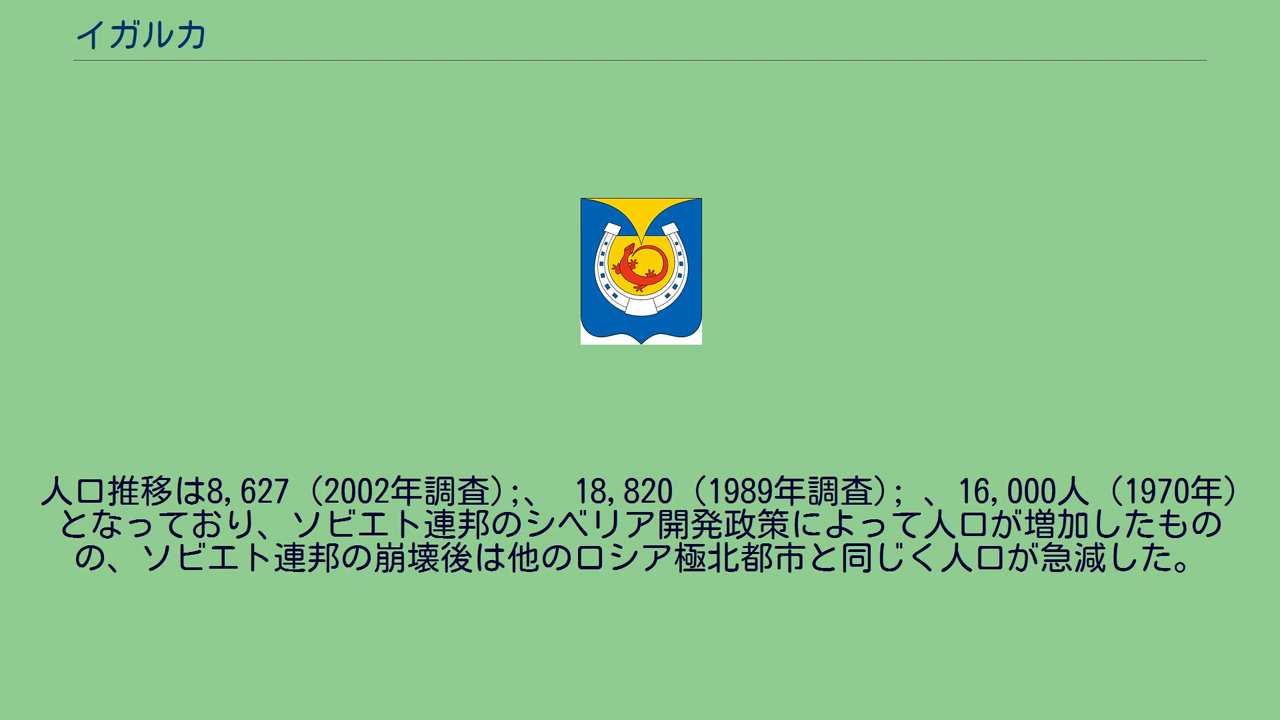 イガルカ
人口推移は8,627（2002年調査);、 18,820（1989年調査); 、16,000人（1970年）
となっており、ソビエト連邦のシベリア開発政策によって人口が増加したもの
の、ソビエト連邦の崩壊後は他のロシア極北都市と同じく人口が急減した。